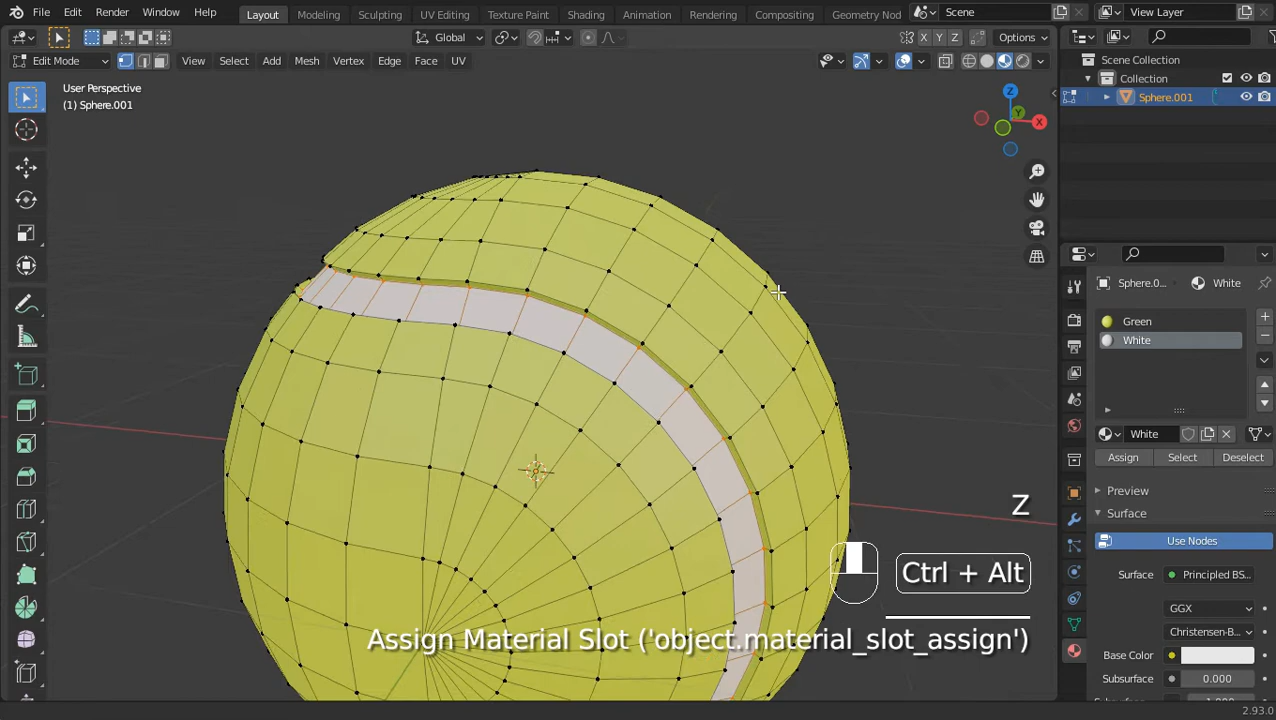 File Edit Render Window Help Layout Modeling Sculpting UV Editing Texture Paint Shading Animation Rendering Compositing Geometry Nod Scene View Layer
Global X Y Z Options
Edit Mode View Select Add Mesh Vertex Edge Face UV
User Perspective
(1) Sphere.001
Z
Y
X
Scene Collection
Collection
Sphere.001
Sphere.0... White
Green
White
White
Assign Select Deselect
Preview
Surface
Use Nodes
Surface Principled BS...
GGX
Christensen-B...
Base Color
Subsurface 0.000
Z
Ctrl + Alt
Assign Material Slot ('object.material_slot_assign')
2.93.0